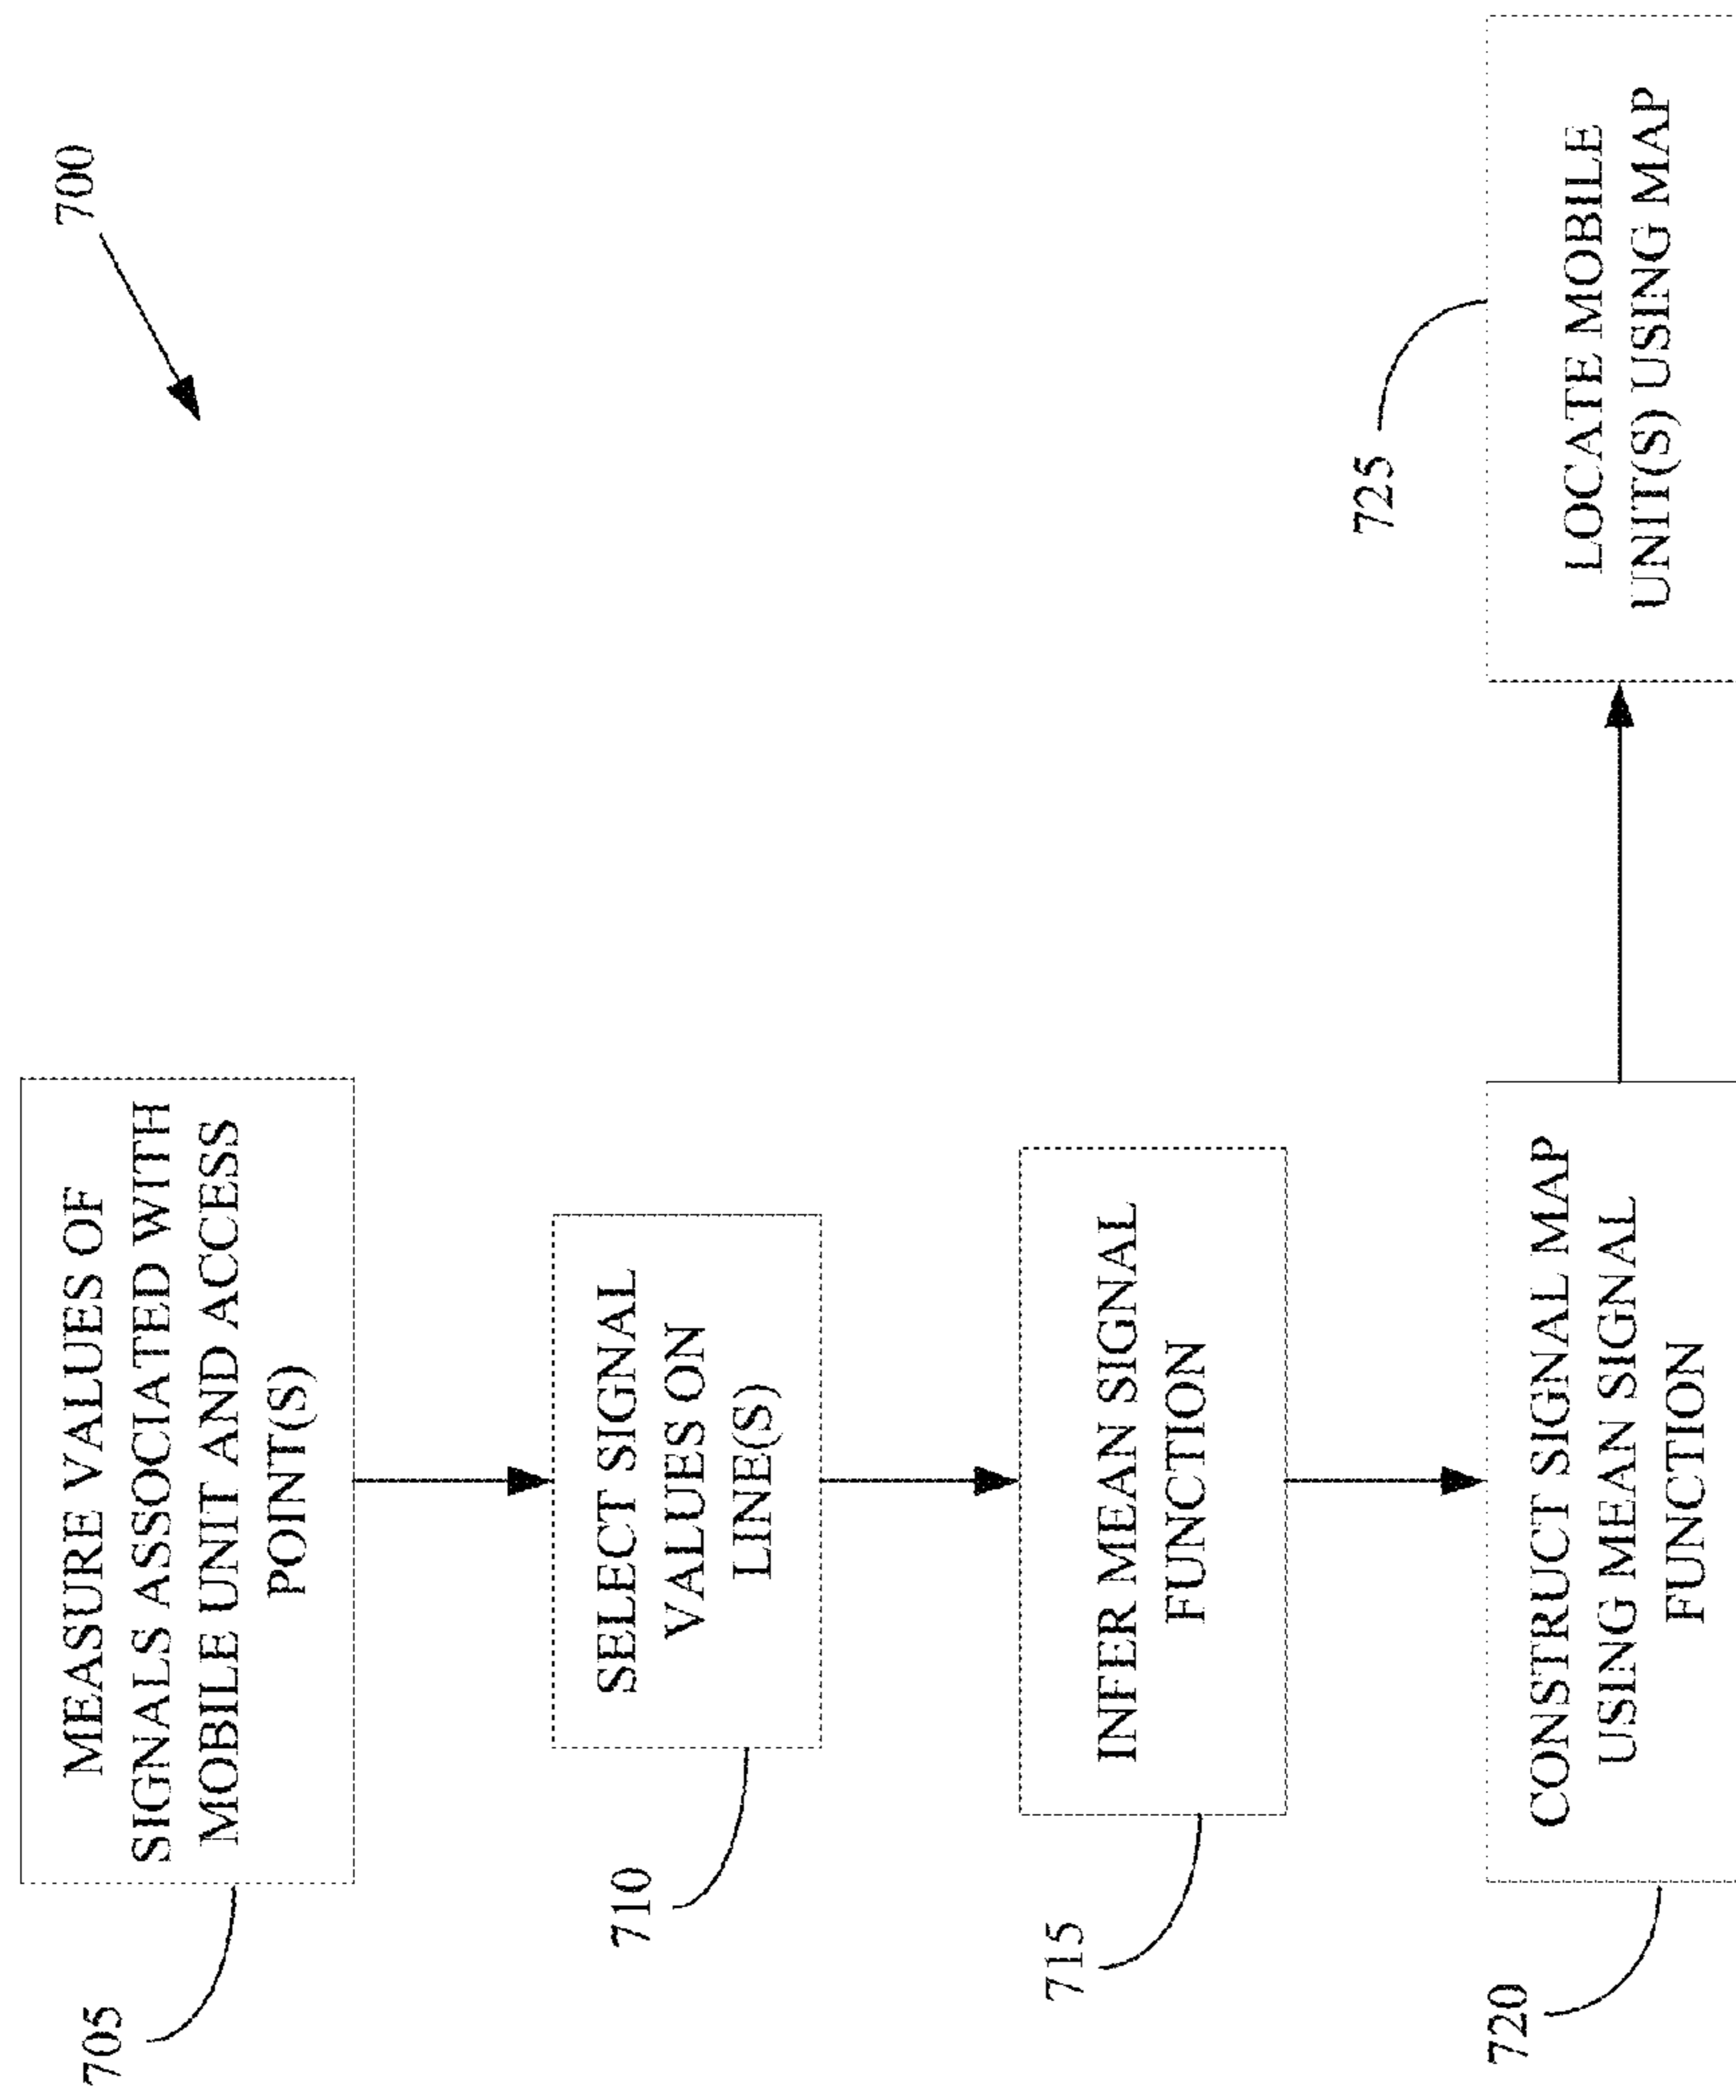 700
705
MEASURE VALUES OF
SIGNALS ASSOCIATED WITH
MOBILE UNIT AND ACCESS
POINT(S)
710
SELECT SIGNAL
VALUES ON
LINE(S)
715
INFER MEAN SIGNAL
FUNCTION
720
CONSTRUCT SIGNAL MAP
USING MEAN SIGNAL
FUNCTION
725
LOCATE MOBILE
UNIT(S) USING MAP